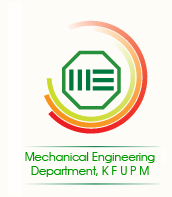 ME
Mechanical Engineering
Department, K F U P M